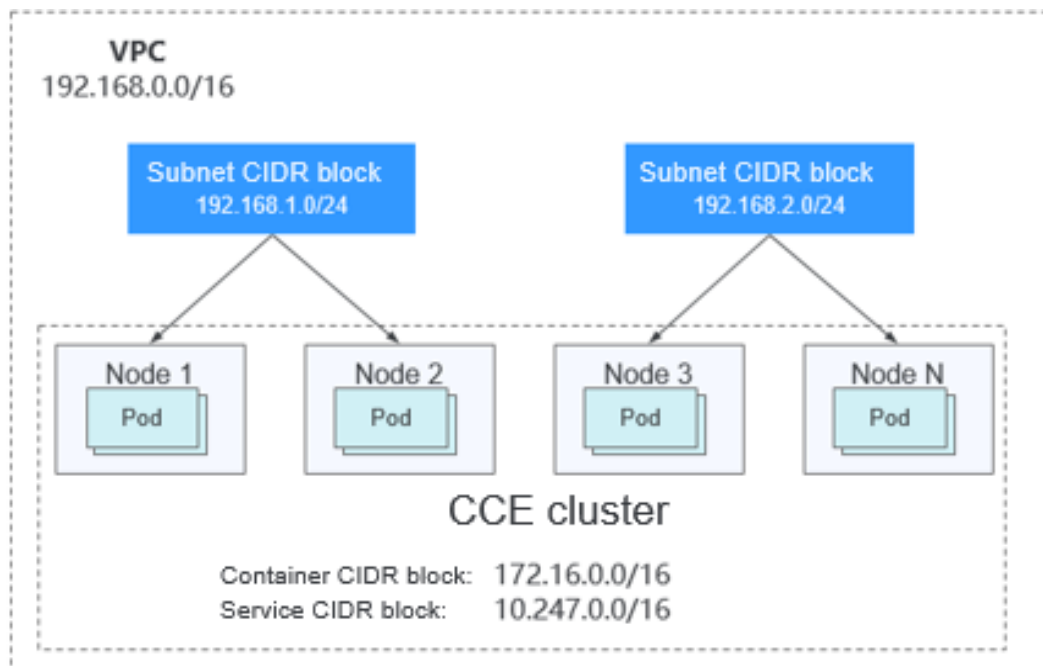 VPC
192.168.0.0/16
Subnet CIDR block
192.168.1.0/24
Subnet CIDR block
192.168.2.0/24
Node 1
Pod
Node 2
Pod
Node 3
Pod
Node N
Pod
CCE cluster
Container CIDR block: 172.16.0.0/16
Service CIDR block: 10.247.0.0/16